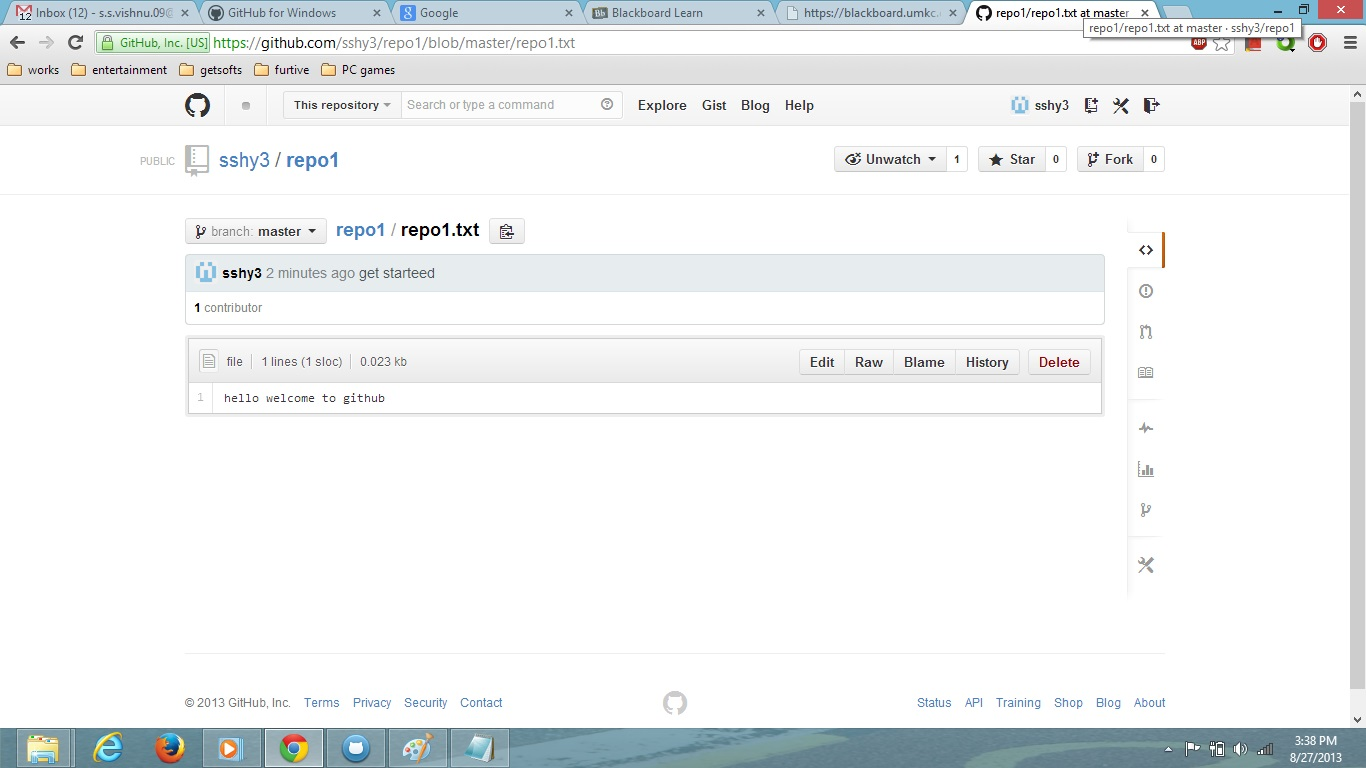 Inbox (12) - s.s.vishnu.09@
GitHub for Windows
Google
Bb Blackboard Learn
https://blackboard.umkc.
repo1/repo1.txt at master
repo1/repo1.txt at master · sshy3/repo1
GitHub, Inc. [US] https://github.com/sshy3/repo1/blob/master/repo1.txt
ABP
works entertainment getsofts furtive PC games
This repository Search or type a command Explore Gist Blog Help sshy3
PUBLIC sshy3 / repo1 Unwatch 1 Star 0 Fork 0
branch: master repo1 / repo1.txt
sshy3 2 minutes ago get starteed
1 contributor
file 1 lines (1 sloc) 0.023 kb Edit Raw Blame History Delete
1 hello welcome to github
© 2013 GitHub, Inc. Terms Privacy Security Contact Status API Training Shop Blog About
3:38 PM
8/27/2013